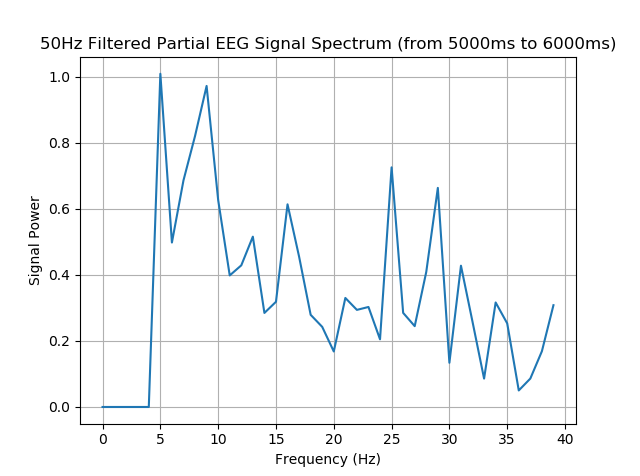 50Hz Filtered Partial EEG Signal Spectrum (from 5000ms to 6000ms)
1.0
0.8
0.6
0.4
0.2
0.0
Signal Power
0 5 10 15 20 25 30 35 40
Frequency (Hz)